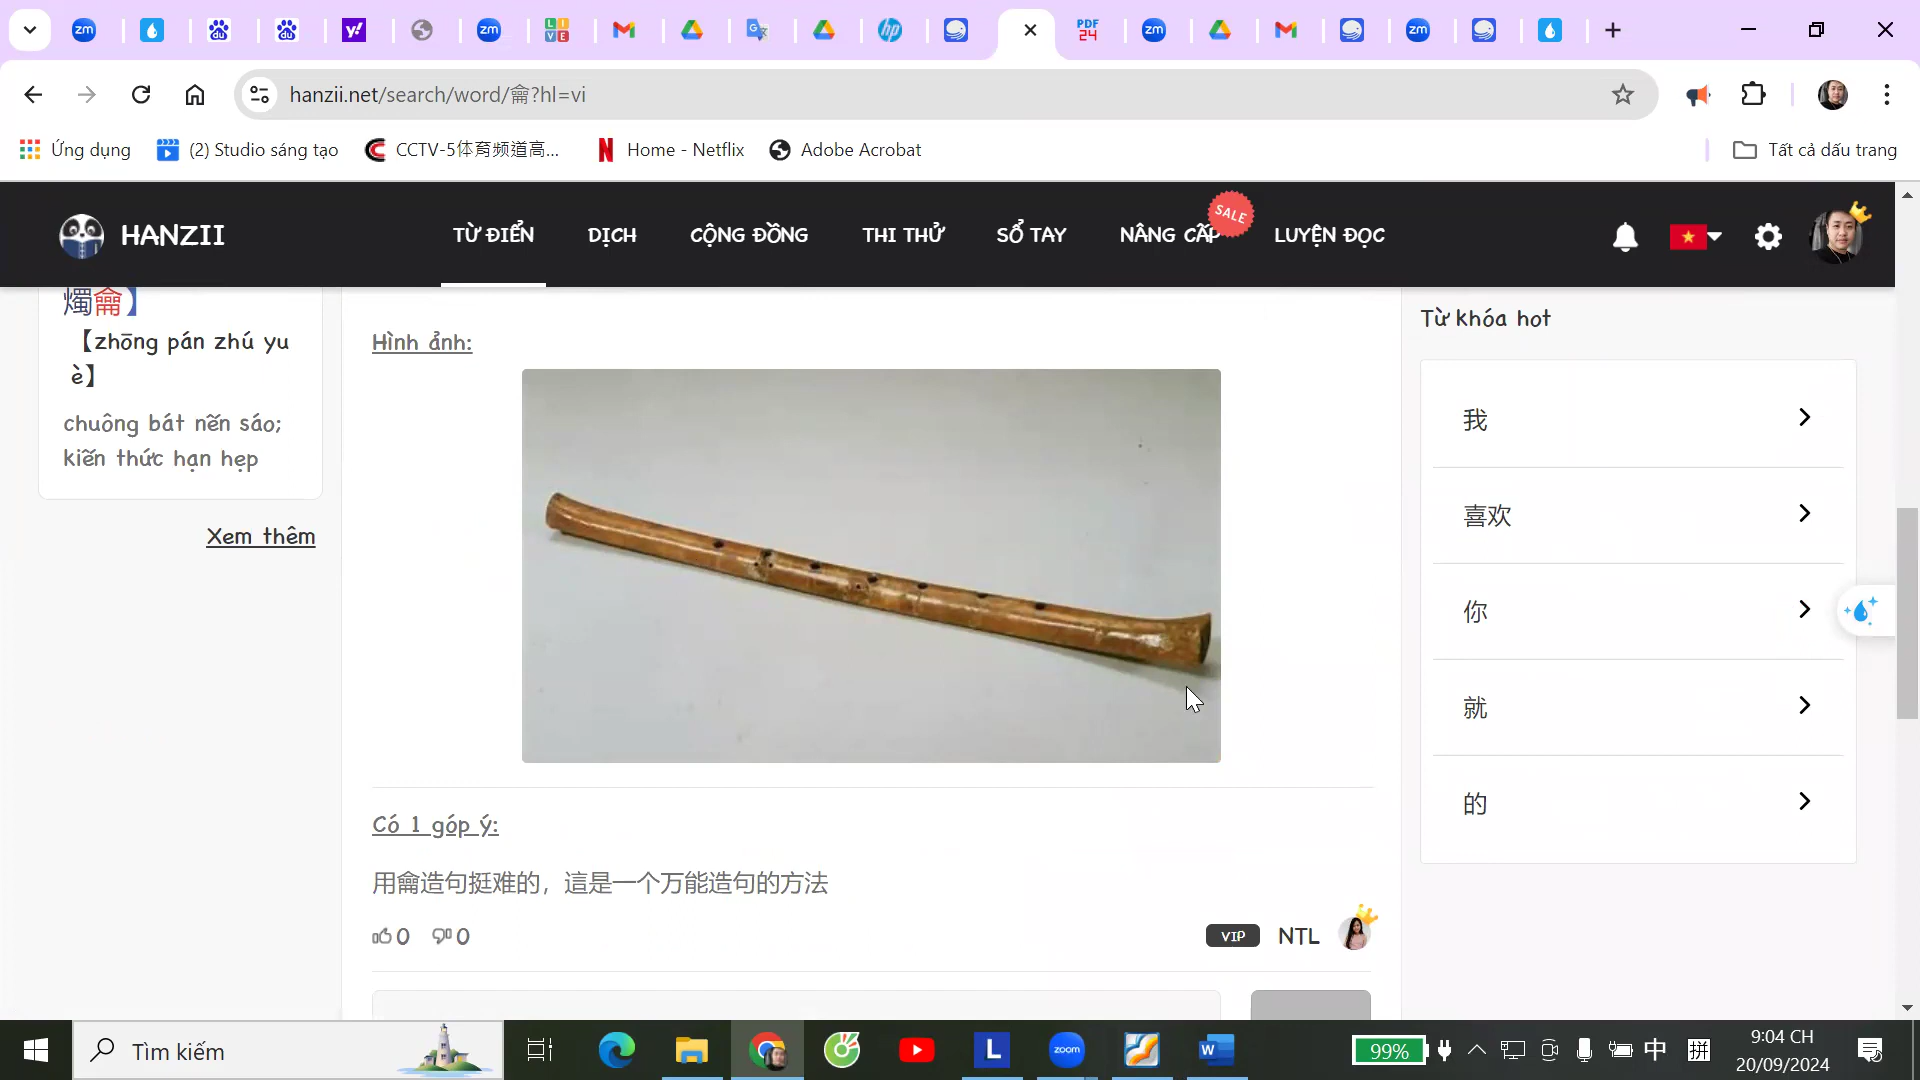 hanzii.net/search/word/龠?hl=vi
Ứng dụng
(2) Studio sáng tạo
CCTV-5体育频道高...
Home - Netflix
Adobe Acrobat
Tất cả dấu trang
HANZII
TỪ ĐIỂN
DỊCH
CỘNG ĐỒNG
THI THỬ
SỔ TAY
NÂNG CẤP
SALE
LUYỆN ĐỌC
燭龠】
【zhōng pán zhú yu
è】
chuông bát nến sáo;
kiến thức hạn hẹp
Xem thêm
Hình ảnh:
Có 1 góp ý:
用龠造句挺难的，這是一个万能造句的方法
0 0
VIP NTL
Từ khóa hot
我
喜欢
你
就
的
Tìm kiếm
99%
中
拼
9:04 CH
20/09/2024